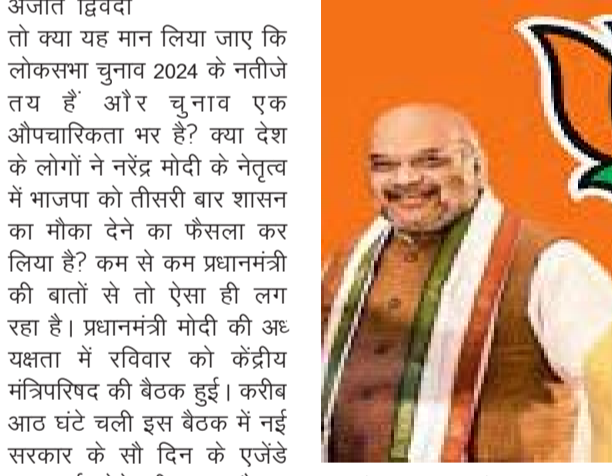 अजीत द्विवेदी
तो क्या यह मान लिया जाए कि
लोकसभा चुनाव 2024 के नतीजे
तय हैं और चुनाव एक
औपचारिकता भर है? क्या देश
के लोगों ने नरेंद्र मोदी के नेतृत्व
में भाजपा को तीसरी बार शासन
का मौका देने का फैसला कर
लिया है? कम से कम प्रधानमंत्री
की बातों से तो ऐसा ही लग
रहा है। प्रधानमंत्री मोदी की अध्
यक्षता में रविवार को केंद्रीय
मंत्रिपरिषद की बैठक हुई। करीब
आठ घंटे चली इस बैठक में नई
सरकार के सौ दिन के एजेंडे